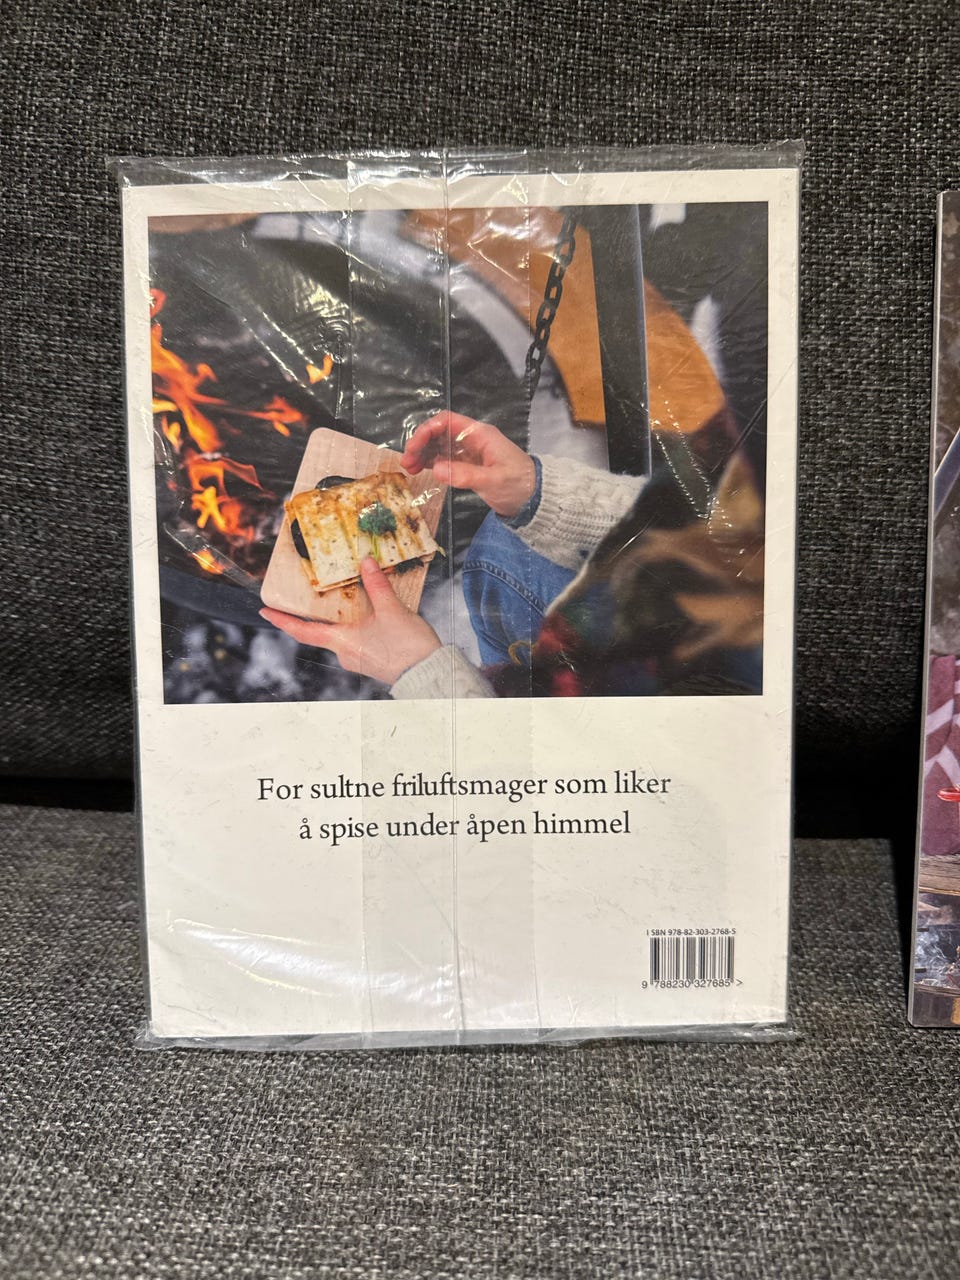 For sultne friluftsmager som liker
å spise under åpen himmel
ISBN 978-82-303-2768-5
9 788230 327685 >